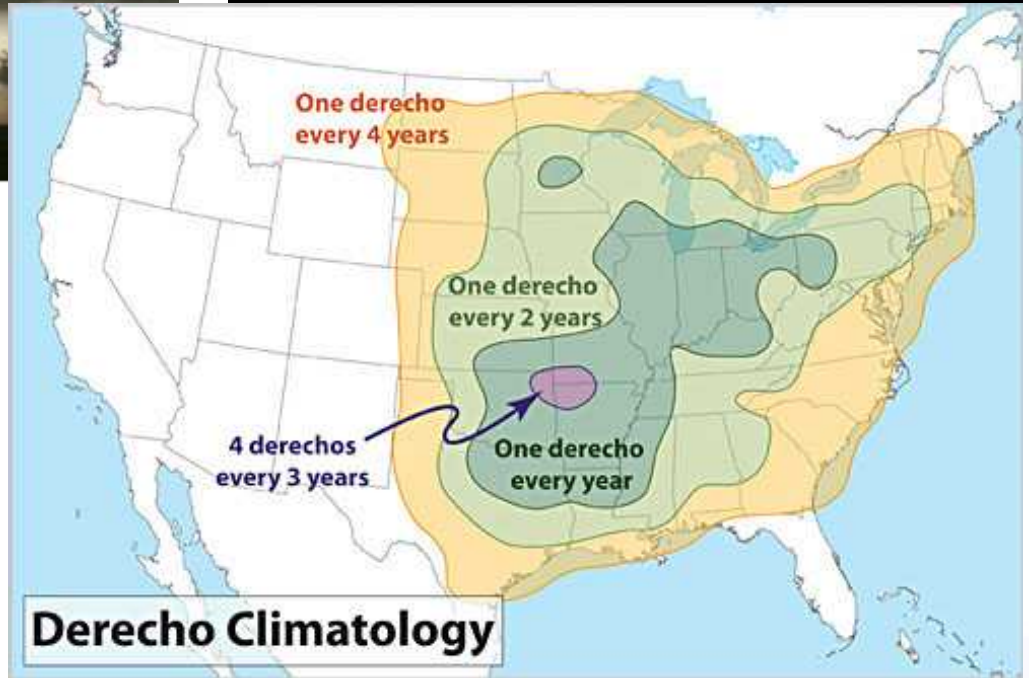 One derecho
every 4 years
One derecho
every 2 years
4 derechos
every 3 years
One derecho
every year
Derecho Climatology